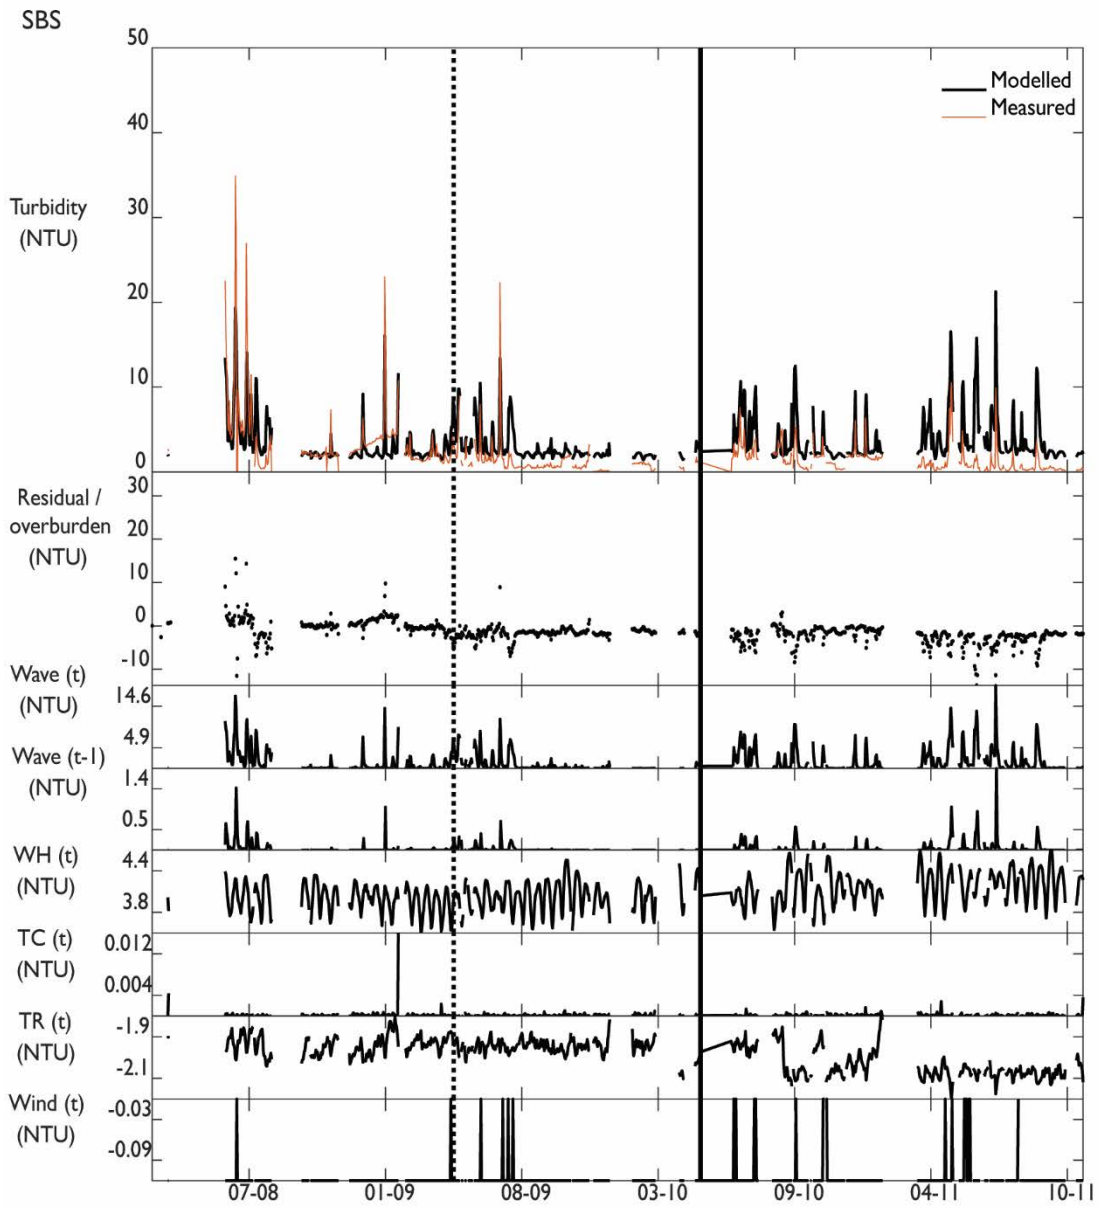 SBS
50
40
30
20
10
0
Turbidity
(NTU)
Modelled
Measured
Residual /
overburden
(NTU)
30
20
10
0
-10
Wave (t)
(NTU)
14.6
4.9
Wave (t-1)
(NTU)
1.4
0.5
WH (t)
(NTU)
4.4
3.8
TC (t)
(NTU)
0.012
0.004
TR (t)
(NTU)
-1.9
-2.1
Wind (t)
(NTU)
-0.03
-0.09
07-08 01-09 08-09 03-10 09-10 04-11 10-11